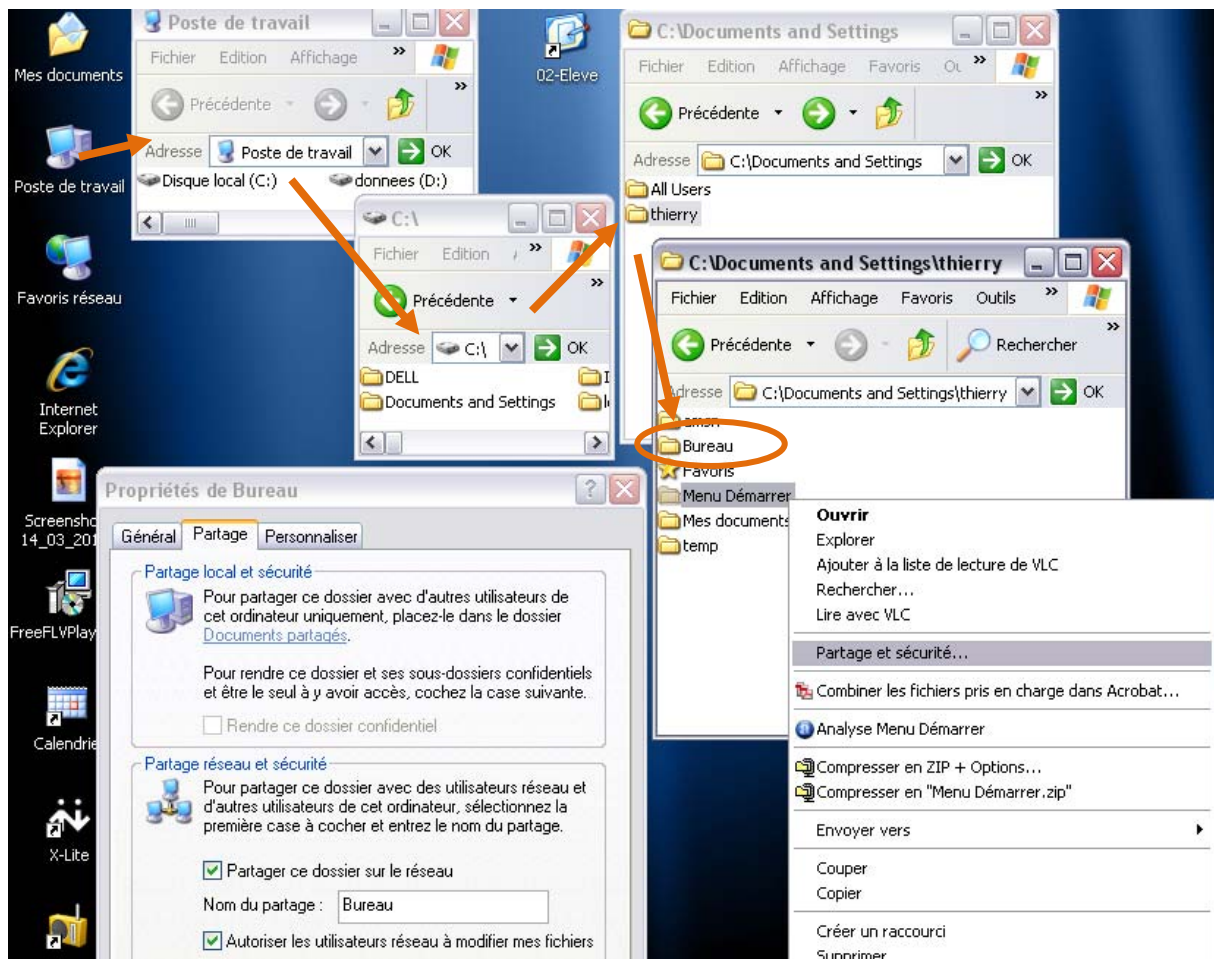 Mes documents
Poste de travail
Favoris réseau
Internet
Explorer
Screensho
14_03_201
FreeFLVPlay
Calendrie
X-Lite
02-Eleve
Poste de travail
Fichier Edition Affichage »
Précédente »
Adresse Poste de travail OK
Disque local (C:) donnees (D:)
C:\
Fichier Edition »
Précédente »
Adresse C:\ OK
DELL
Documents and Settings
C:\Documents and Settings
Fichier Edition Affichage Favoris Ou »
Précédente »
Adresse C:\Documents and Settings OK
All Users
thierry
C:\Documents and Settings\thierry
Fichier Edition Affichage Favoris Outils »
Précédente Rechercher »
Adresse C:\Documents and Settings\thierry OK
Bureau
Favoris
Menu Démarrer
Mes documents
temp
Ouvrir
Explorer
Ajouter à la liste de lecture de VLC
Rechercher...
Lire avec VLC
Partage et sécurité...
Combiner les fichiers pris en charge dans Acrobat...
Analyse Menu Démarrer
Compresser en ZIP + Options...
Compresser en "Menu Démarrer.zip"
Envoyer vers
Couper
Copier
Créer un raccourci
Supprimer
Propriétés de Bureau
Général Partage Personnaliser
Partage local et sécurité
Pour partager ce dossier avec d'autres utilisateurs de
cet ordinateur uniquement, placez-le dans le dossier
Documents partagés.
Pour rendre ce dossier et ses sous-dossiers confidentiels
et être le seul à y avoir accès, cochez la case suivante.
Rendre ce dossier confidentiel
Partage réseau et sécurité
Pour partager ce dossier avec des utilisateurs réseau et
d'autres utilisateurs de cet ordinateur, sélectionnez la
première case à cocher et entrez le nom du partage.
Partager ce dossier sur le réseau
Nom du partage : Bureau
Autoriser les utilisateurs réseau à modifier mes fichiers